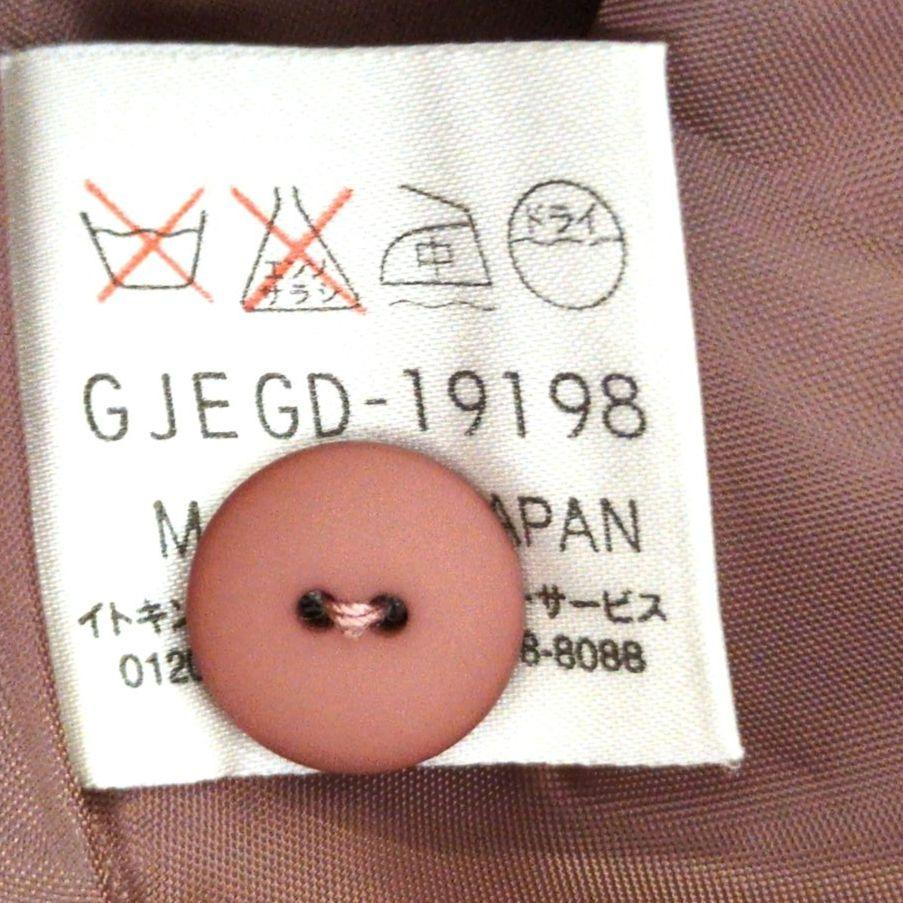 エンソ サラシ 中 ドライ
GJEGD-19198
M APAN
イトキン ーサービス
012 8-8088